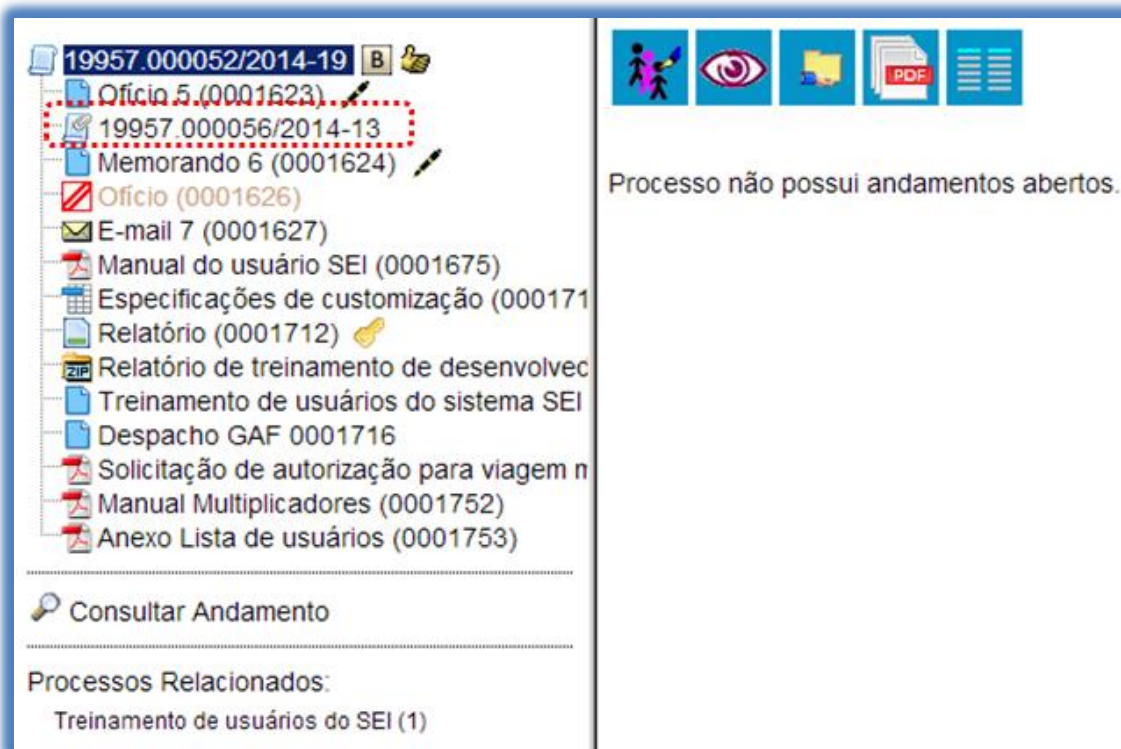 19957.000052/2014-19 B
Ofício 5 (0001623)
19957.000056/2014-13
Memorando 6 (0001624)
Ofício (0001626)
E-mail 7 (0001627)
Manual do usuário SEI (0001675)
Especificações de customização (000171
Relatório (0001712)
ZIP Relatório de treinamento de desenvolvec
Treinamento de usuários do sistema SEI
Despacho GAF 0001716
Solicitação de autorização para viagem n
Manual Multiplicadores (0001752)
Anexo Lista de usuários (0001753)
Consultar Andamento
Processos Relacionados:
Treinamento de usuários do SEI (1)
PDF
Processo não possui andamentos abertos.